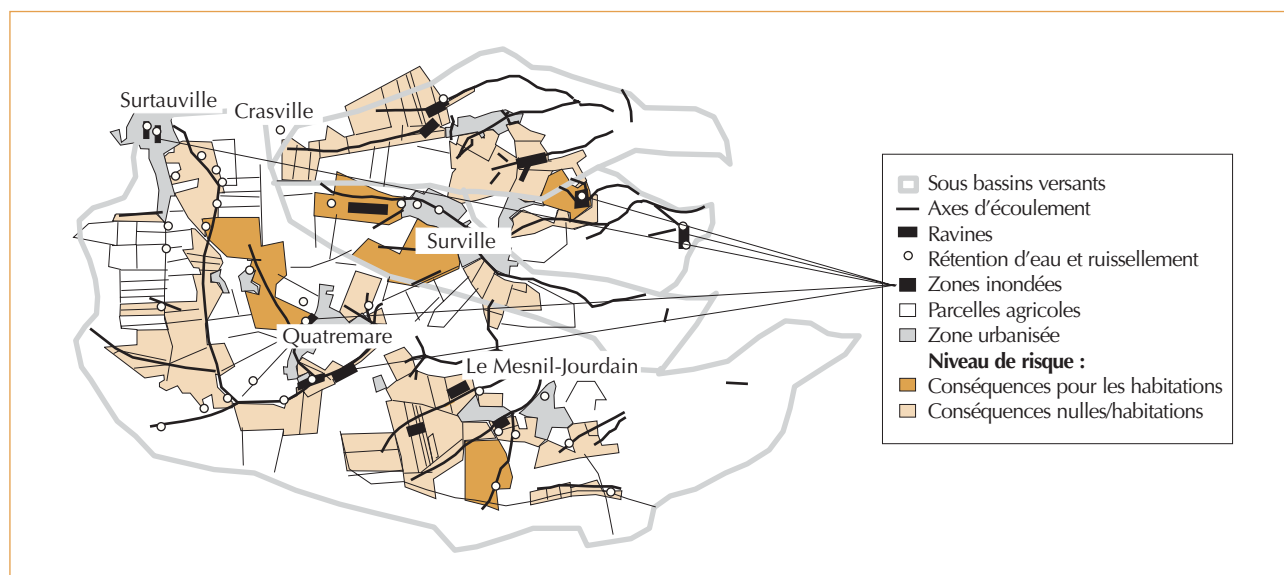 Surtauville
Crasville
Surville
Quatremare
Le Mesnil-Jourdain
Sous bassins versants
Axes d'écoulement
Ravines
Rétention d'eau et ruissellement
Zones inondées
Parcelles agricoles
Zone urbanisée
Niveau de risque :
Conséquences pour les habitations
Conséquences nulles/habitations